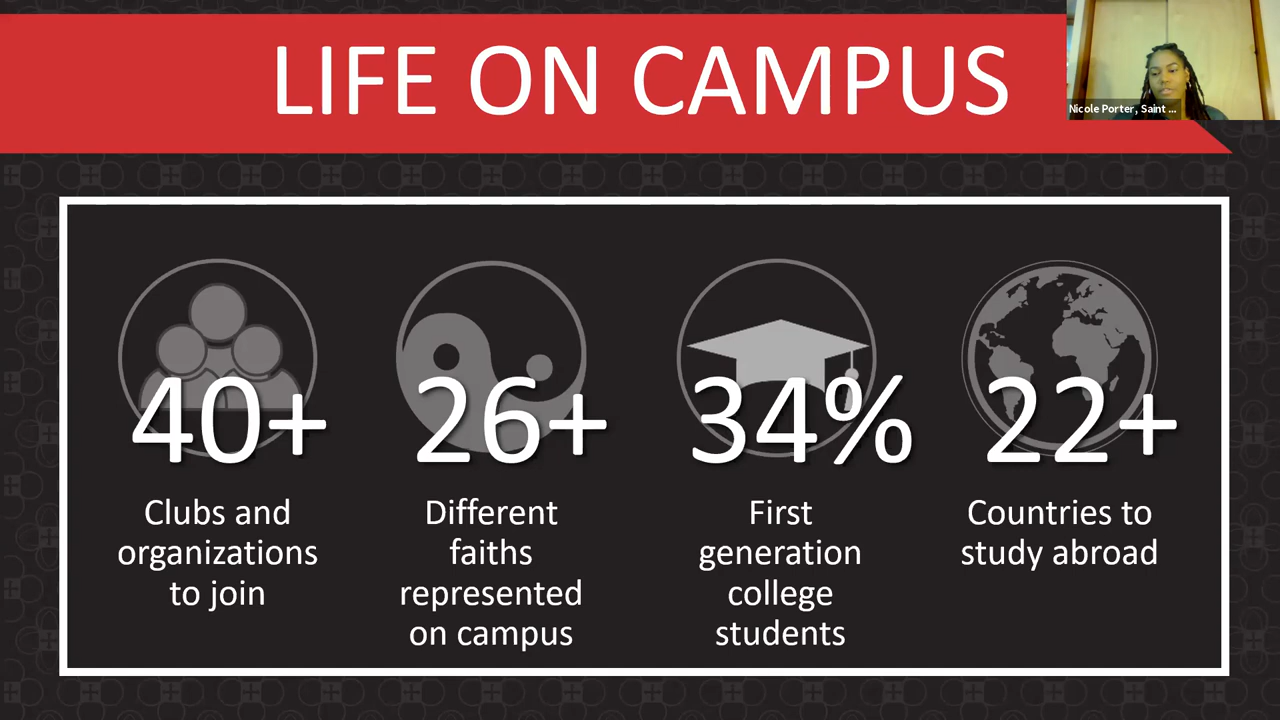 LIFE ON CAMPUS
Nicole Porter, Saint ...
40+
Clubs and
organizations
to join
26+
Different
faiths
represented
on campus
34%
First
generation
college
students
22+
Countries to
study abroad